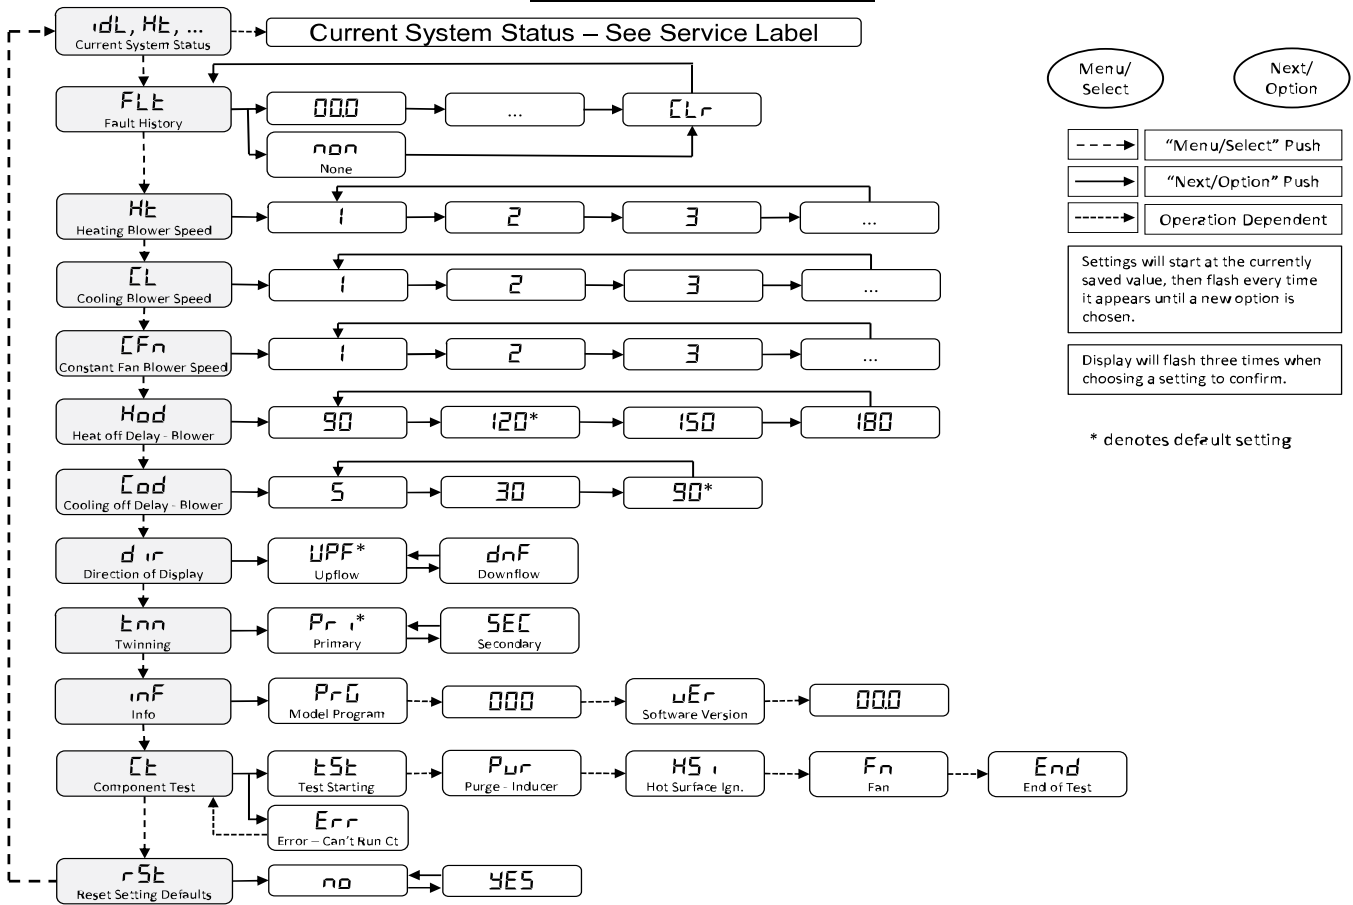 idL, Ht, ...
Current System Status
Current System Status – See Service Label
FLt
Fault History
00.0
...
CLr
non
None
Ht
Heating Blower Speed
1
2
3
...
CL
Cooling Blower Speed
1
2
3
...
CFn
Constant Fan Blower Speed
1
2
3
...
Hod
Heat off Delay - Blower
90
120*
150
180
Cod
Cooling off Delay - Blower
5
30
90*
dir
Direction of Display
UPF*
Upflow
dnF
Downflow
tnn
Twinning
Pri*
Primary
SEC
Secondary
inF
Info
PrG
Model Program
000
uEr
Software Version
00.0
Ct
Component Test
tSt
Test Starting
Pur
Purge - Inducer
HSi
Hot Surface Ign.
Fn
Fan
End
End of Test
Err
Error – Can't Run Ct
rSt
Reset Setting Defaults
no
YES
Menu/
Select
Next/
Option
“Menu/Select” Push
“Next/Option” Push
Operation Dependent
Settings will start at the currently
saved value, then flash every time
it appears until a new option is
chosen.
Display will flash three times when
choosing a setting to confirm.
* denotes default setting